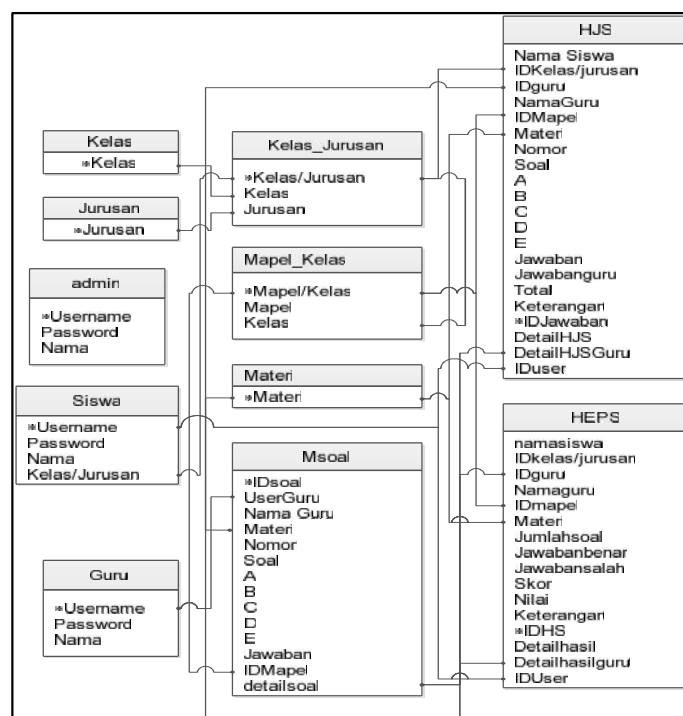 Kelas
*Kelas
Jurusan
*Jurusan
admin
*Username
Password
Nama
Siswa
*Username
Password
Nama
Kelas/Jurusan
Guru
*Username
Password
Nama
Kelas_Jurusan
*Kelas/Jurusan
Kelas
Jurusan
Mapel_Kelas
*Mapel/Kelas
Mapel
Kelas
Materi
*Materi
Msoal
*IDsoal
UserGuru
Nama Guru
Materi
Nomor
Soal
A
B
C
D
E
Jawaban
IDMapel
detailsoal
HJS
Nama Siswa
IDKelas/jurusan
IDguru
NamaGuru
IDMapel
Materi
Nomor
Soal
A
B
C
D
E
Jawaban
Jawabanguru
Total
Keterangan
*IDJawaban
DetailHJS
DetailHJSGuru
IDuser
HEPS
namasiswa
IDkelas/jurusan
IDguru
Namaguru
IDmapel
Materi
Jumlahsoal
Jawabanbenar
Jawabansalah
Skor
Nilai
Keterangan
*IDHS
Detailhasil
Detailhasilguru
IDUser